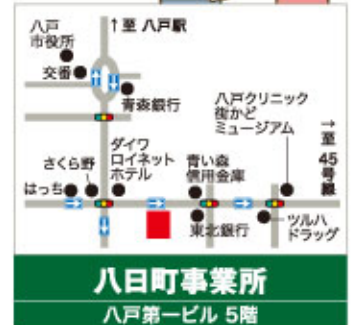 ↑至 八戸駅
八戸
市役所
交番
青森銀行
八戸クリニック
街かど
ミュージアム
→至45号線
ダイワ
ロイネット
ホテル
さくら野
はっち
青い森
信用金庫
東北銀行
ツルハ
ドラッグ
八日町事業所
八戸第一ビル 5階